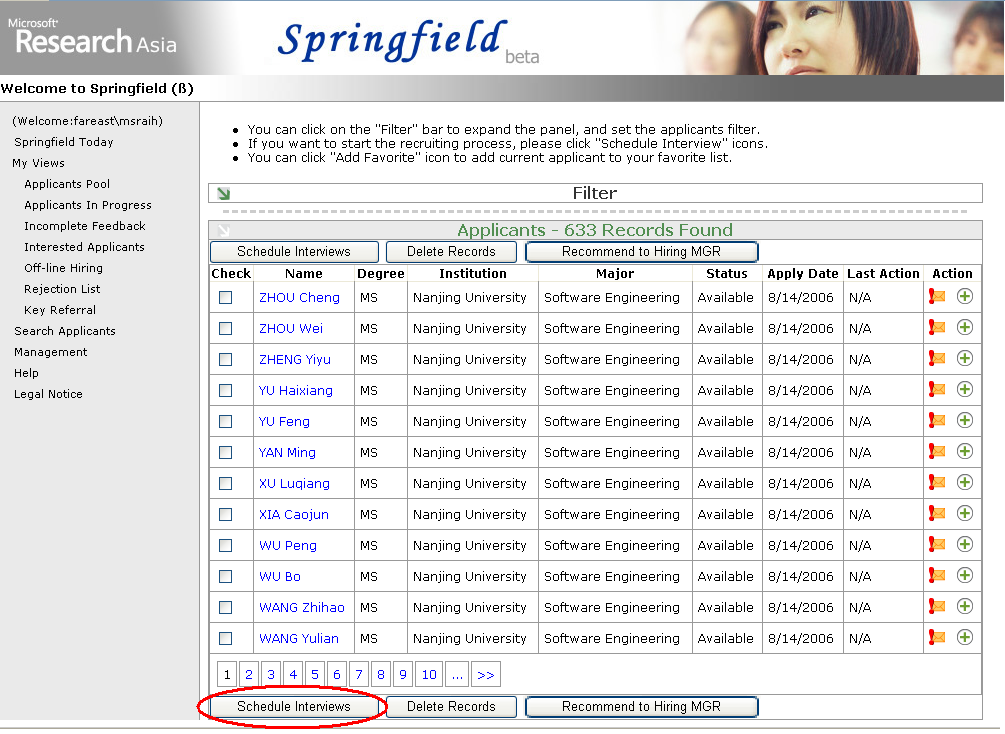 Microsoft®
Research Asia
Springfield beta
Welcome to Springfield (ß)
(Welcome:fareast\msraih)
Springfield Today
My Views
Applicants Pool
Applicants In Progress
Incomplete Feedback
Interested Applicants
Off-line Hiring
Rejection List
Key Referral
Search Applicants
Management
Help
Legal Notice
• You can click on the "Filter" bar to expand the panel, and set the applicants filter.
• If you want to start the recruiting process, please click "Schedule Interview" icons.
• You can click "Add Favorite" icon to add current applicant to your favorite list.
Filter
Applicants - 633 Records Found
Schedule Interviews Delete Records Recommend to Hiring MGR
Check Name Degree Institution Major Status Apply Date Last Action Action
ZHOU Cheng MS Nanjing University Software Engineering Available 8/14/2006 N/A
ZHOU Wei MS Nanjing University Software Engineering Available 8/14/2006 N/A
ZHENG Yiyu MS Nanjing University Software Engineering Available 8/14/2006 N/A
YU Haixiang MS Nanjing University Software Engineering Available 8/14/2006 N/A
YU Feng MS Nanjing University Software Engineering Available 8/14/2006 N/A
YAN Ming MS Nanjing University Software Engineering Available 8/14/2006 N/A
XU Luqiang MS Nanjing University Software Engineering Available 8/14/2006 N/A
XIA Caojun MS Nanjing University Software Engineering Available 8/14/2006 N/A
WU Peng MS Nanjing University Software Engineering Available 8/14/2006 N/A
WU Bo MS Nanjing University Software Engineering Available 8/14/2006 N/A
WANG Zhihao MS Nanjing University Software Engineering Available 8/14/2006 N/A
WANG Yulian MS Nanjing University Software Engineering Available 8/14/2006 N/A
1 2 3 4 5 6 7 8 9 10 ... >>
Schedule Interviews Delete Records Recommend to Hiring MGR